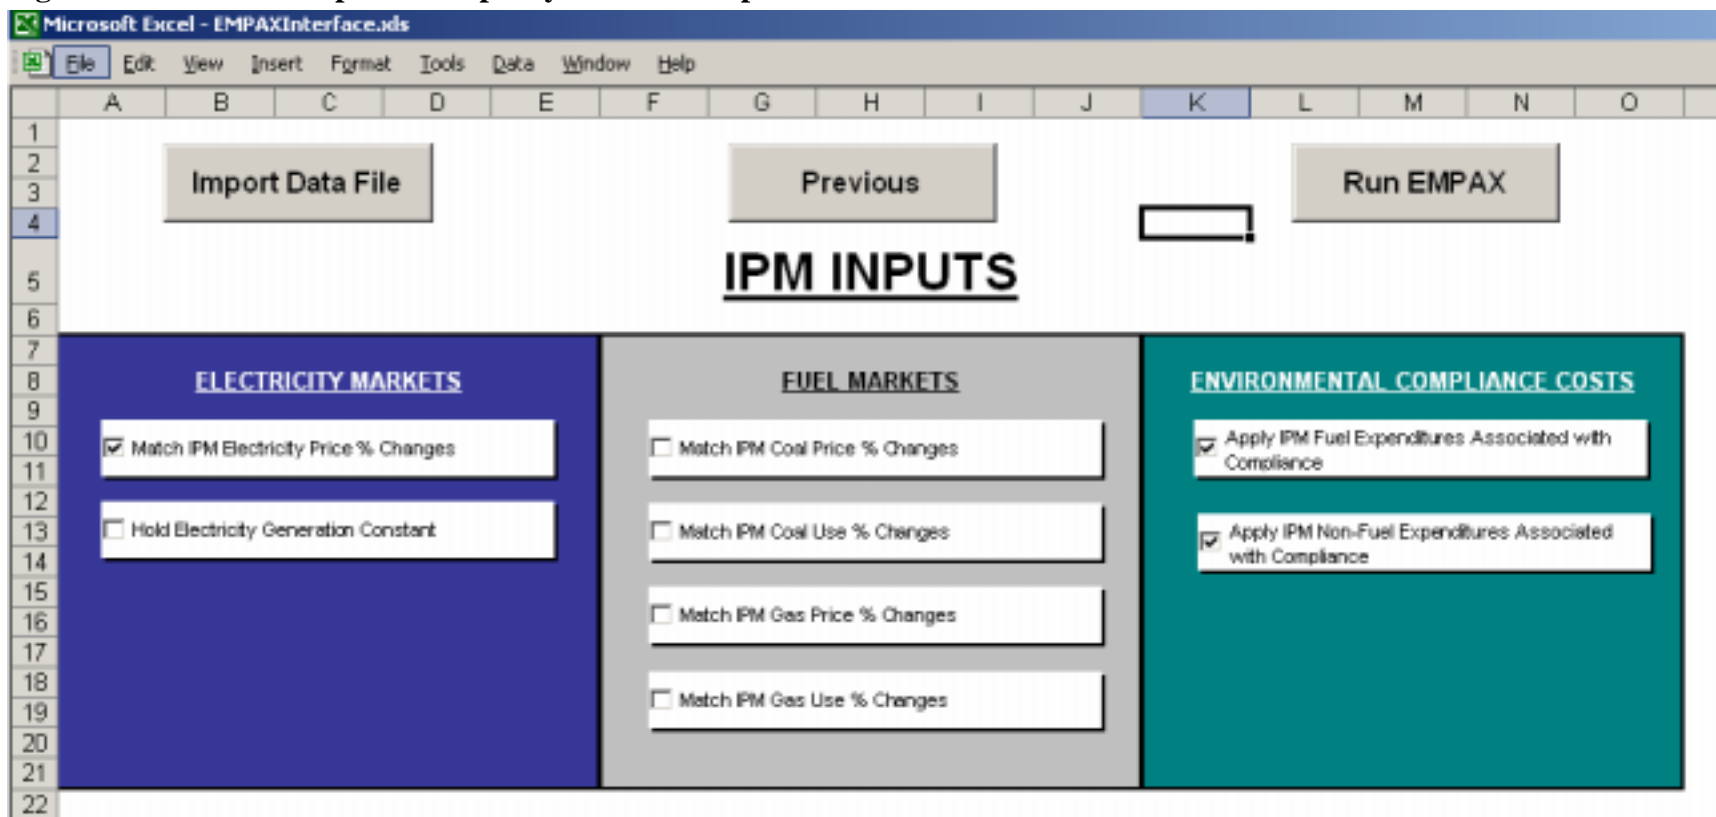 Microsoft Excel - EMPAXInterface.xls
File Edit View Insert Format Tools Data Window Help
A B C D E F G H I J K L M N O
1
2
3
4
5
6
7
8
9
10
11
12
13
14
15
16
17
18
19
20
21
22
Import Data File Previous Run EMPAX
IPM INPUTS
ELECTRICITY MARKETS
Match IPM Electricity Price % Changes
Hold Electricity Generation Constant
FUEL MARKETS
Match IPM Coal Price % Changes
Match IPM Coal Use % Changes
Match IPM Gas Price % Changes
Match IPM Gas Use % Changes
ENVIRONMENTAL COMPLIANCE COSTS
Apply IPM Fuel Expenditures Associated with
Compliance
Apply IPM Non-Fuel Expenditures Associated
with Compliance